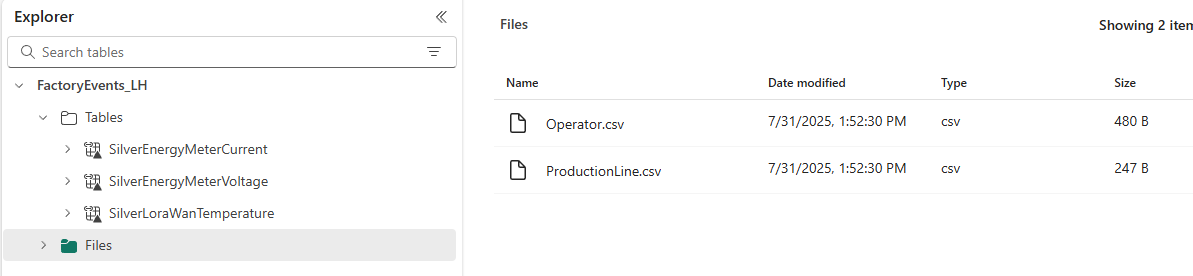 Explorer
Search tables
FactoryEvents_LH
Tables
SilverEnergyMeterCurrent
SilverEnergyMeterVoltage
SilverLoraWanTemperature
Files
Files
Showing 2 iten
Name Date modified Type Size
Operator.csv 7/31/2025, 1:52:30 PM csv 480 B
ProductionLine.csv 7/31/2025, 1:52:30 PM csv 247 B